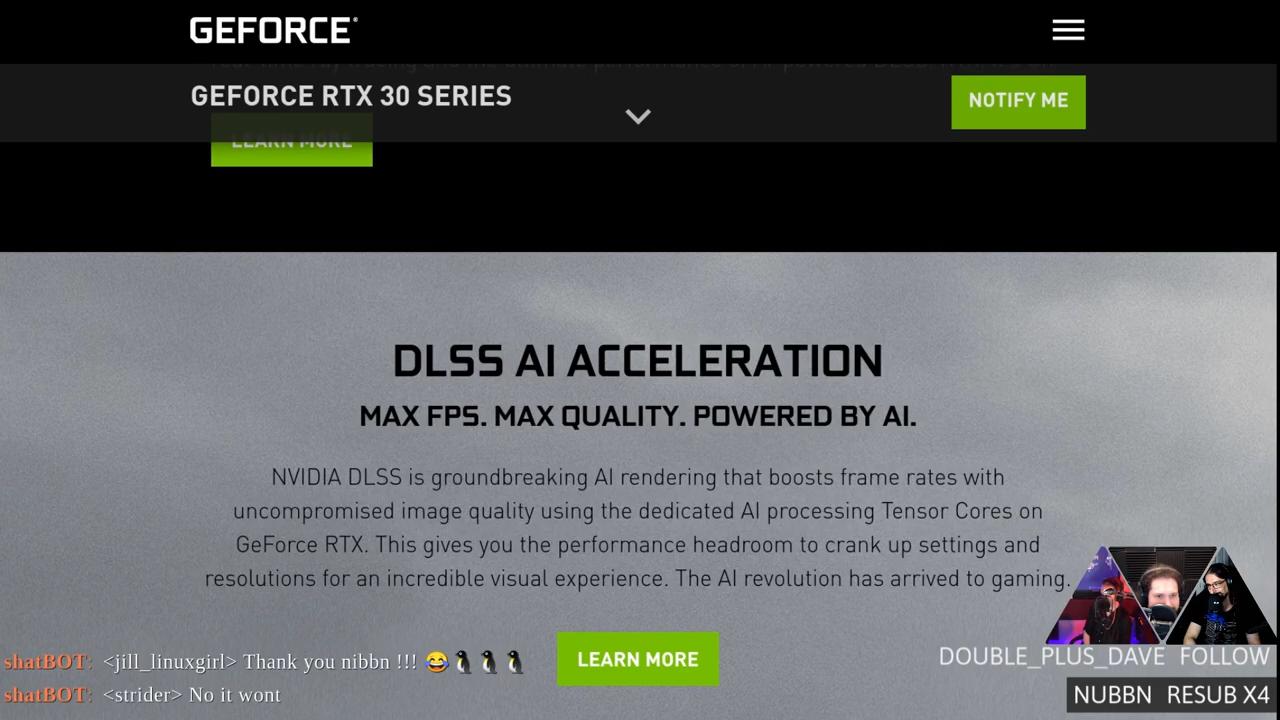 GEFORCE®
GEFORCE RTX 30 SERIES
NOTIFY ME
LEARN MORE
DLSS AI ACCELERATION
MAX FPS. MAX QUALITY. POWERED BY AI.
NVIDIA DLSS is groundbreaking AI rendering that boosts frame rates with
uncompromised image quality using the dedicated AI processing Tensor Cores on
GeForce RTX. This gives you the performance headroom to crank up settings and
resolutions for an incredible visual experience. The AI revolution has arrived to gaming.
LEARN MORE
shatBOT: <jill_linuxgirl> Thank you nibbn !!! 😂🐧🐧🐧
shatBOT: <strider> No it wont
DOUBLE_PLUS_DAVE FOLLOW
NUBBN RESUB X4